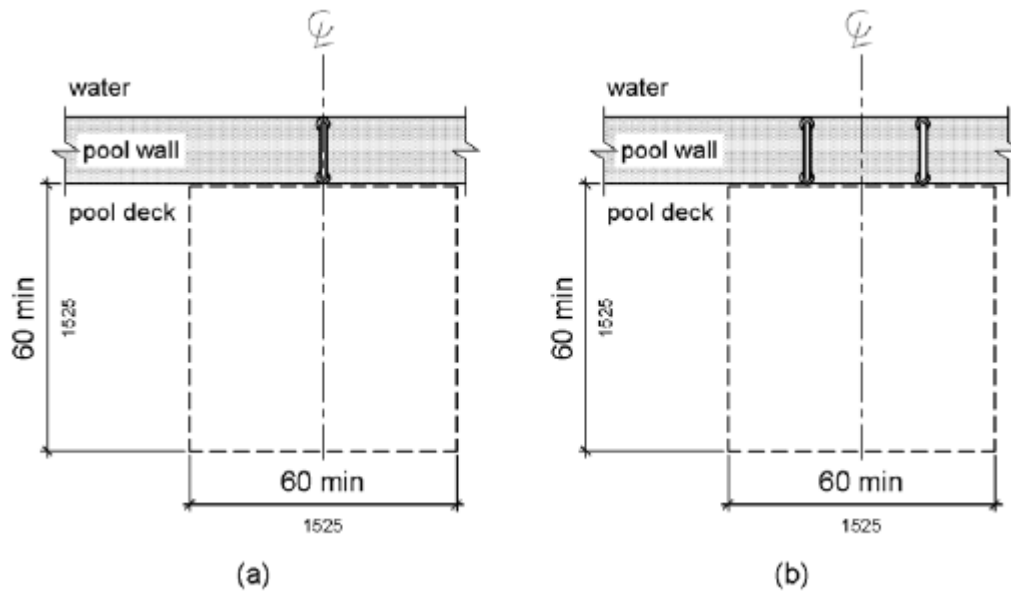 ℄
water
pool wall
pool deck
60 min
1525
60 min
1525
(a)
℄
water
pool wall
pool deck
60 min
1525
60 min
1525
(b)